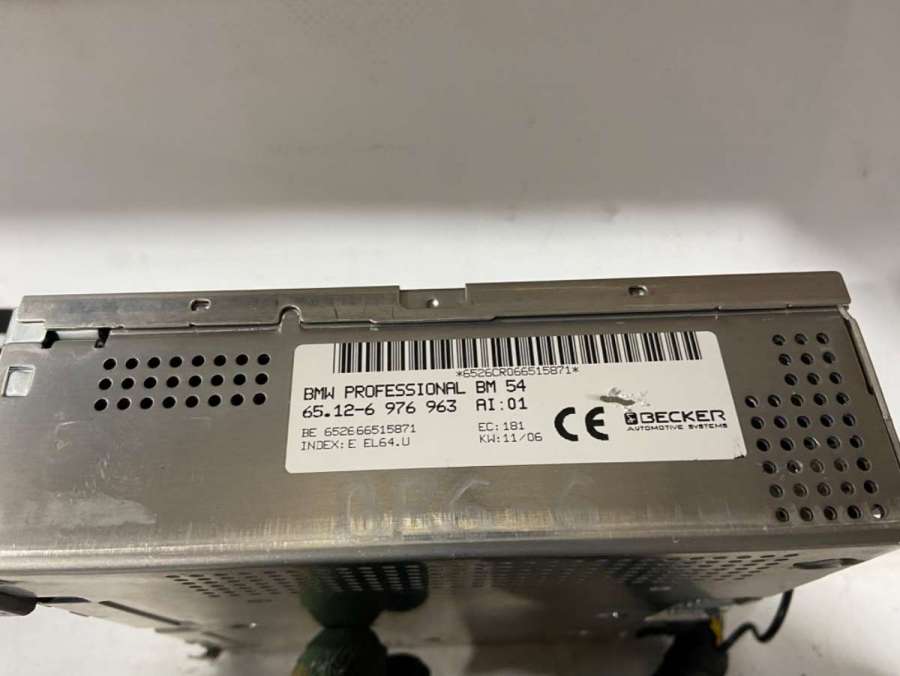 *6526CR066515871*
BMW PROFESSIONAL BM 54
65.12-6 976 963 AI:01
BE 652666515871 EC:181
INDEX: E EL64.U KW:11/06
CE
BECKER
AUTOMOTIVE SYSTEMS